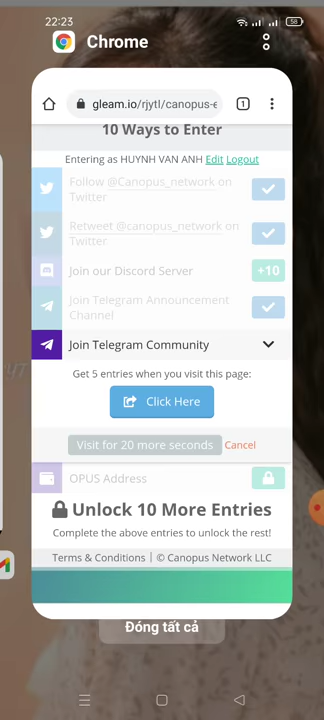 22:23
58
Chrome
gleam.io/rjytl/canopus-e
1
10 Ways to Enter
Entering as HUYNH VAN ANH Edit Logout
Follow @Canopus_network on
Twitter
Retweet @canopus_network on
Twitter
Join our Discord Server
+10
Join Telegram Announcement
Channel
Join Telegram Community
Get 5 entries when you visit this page:
Click Here
Visit for 20 more seconds Cancel
OPUS Address
Unlock 10 More Entries
Complete the above entries to unlock the rest!
Terms & Conditions | © Canopus Network LLC
Đóng tất cả